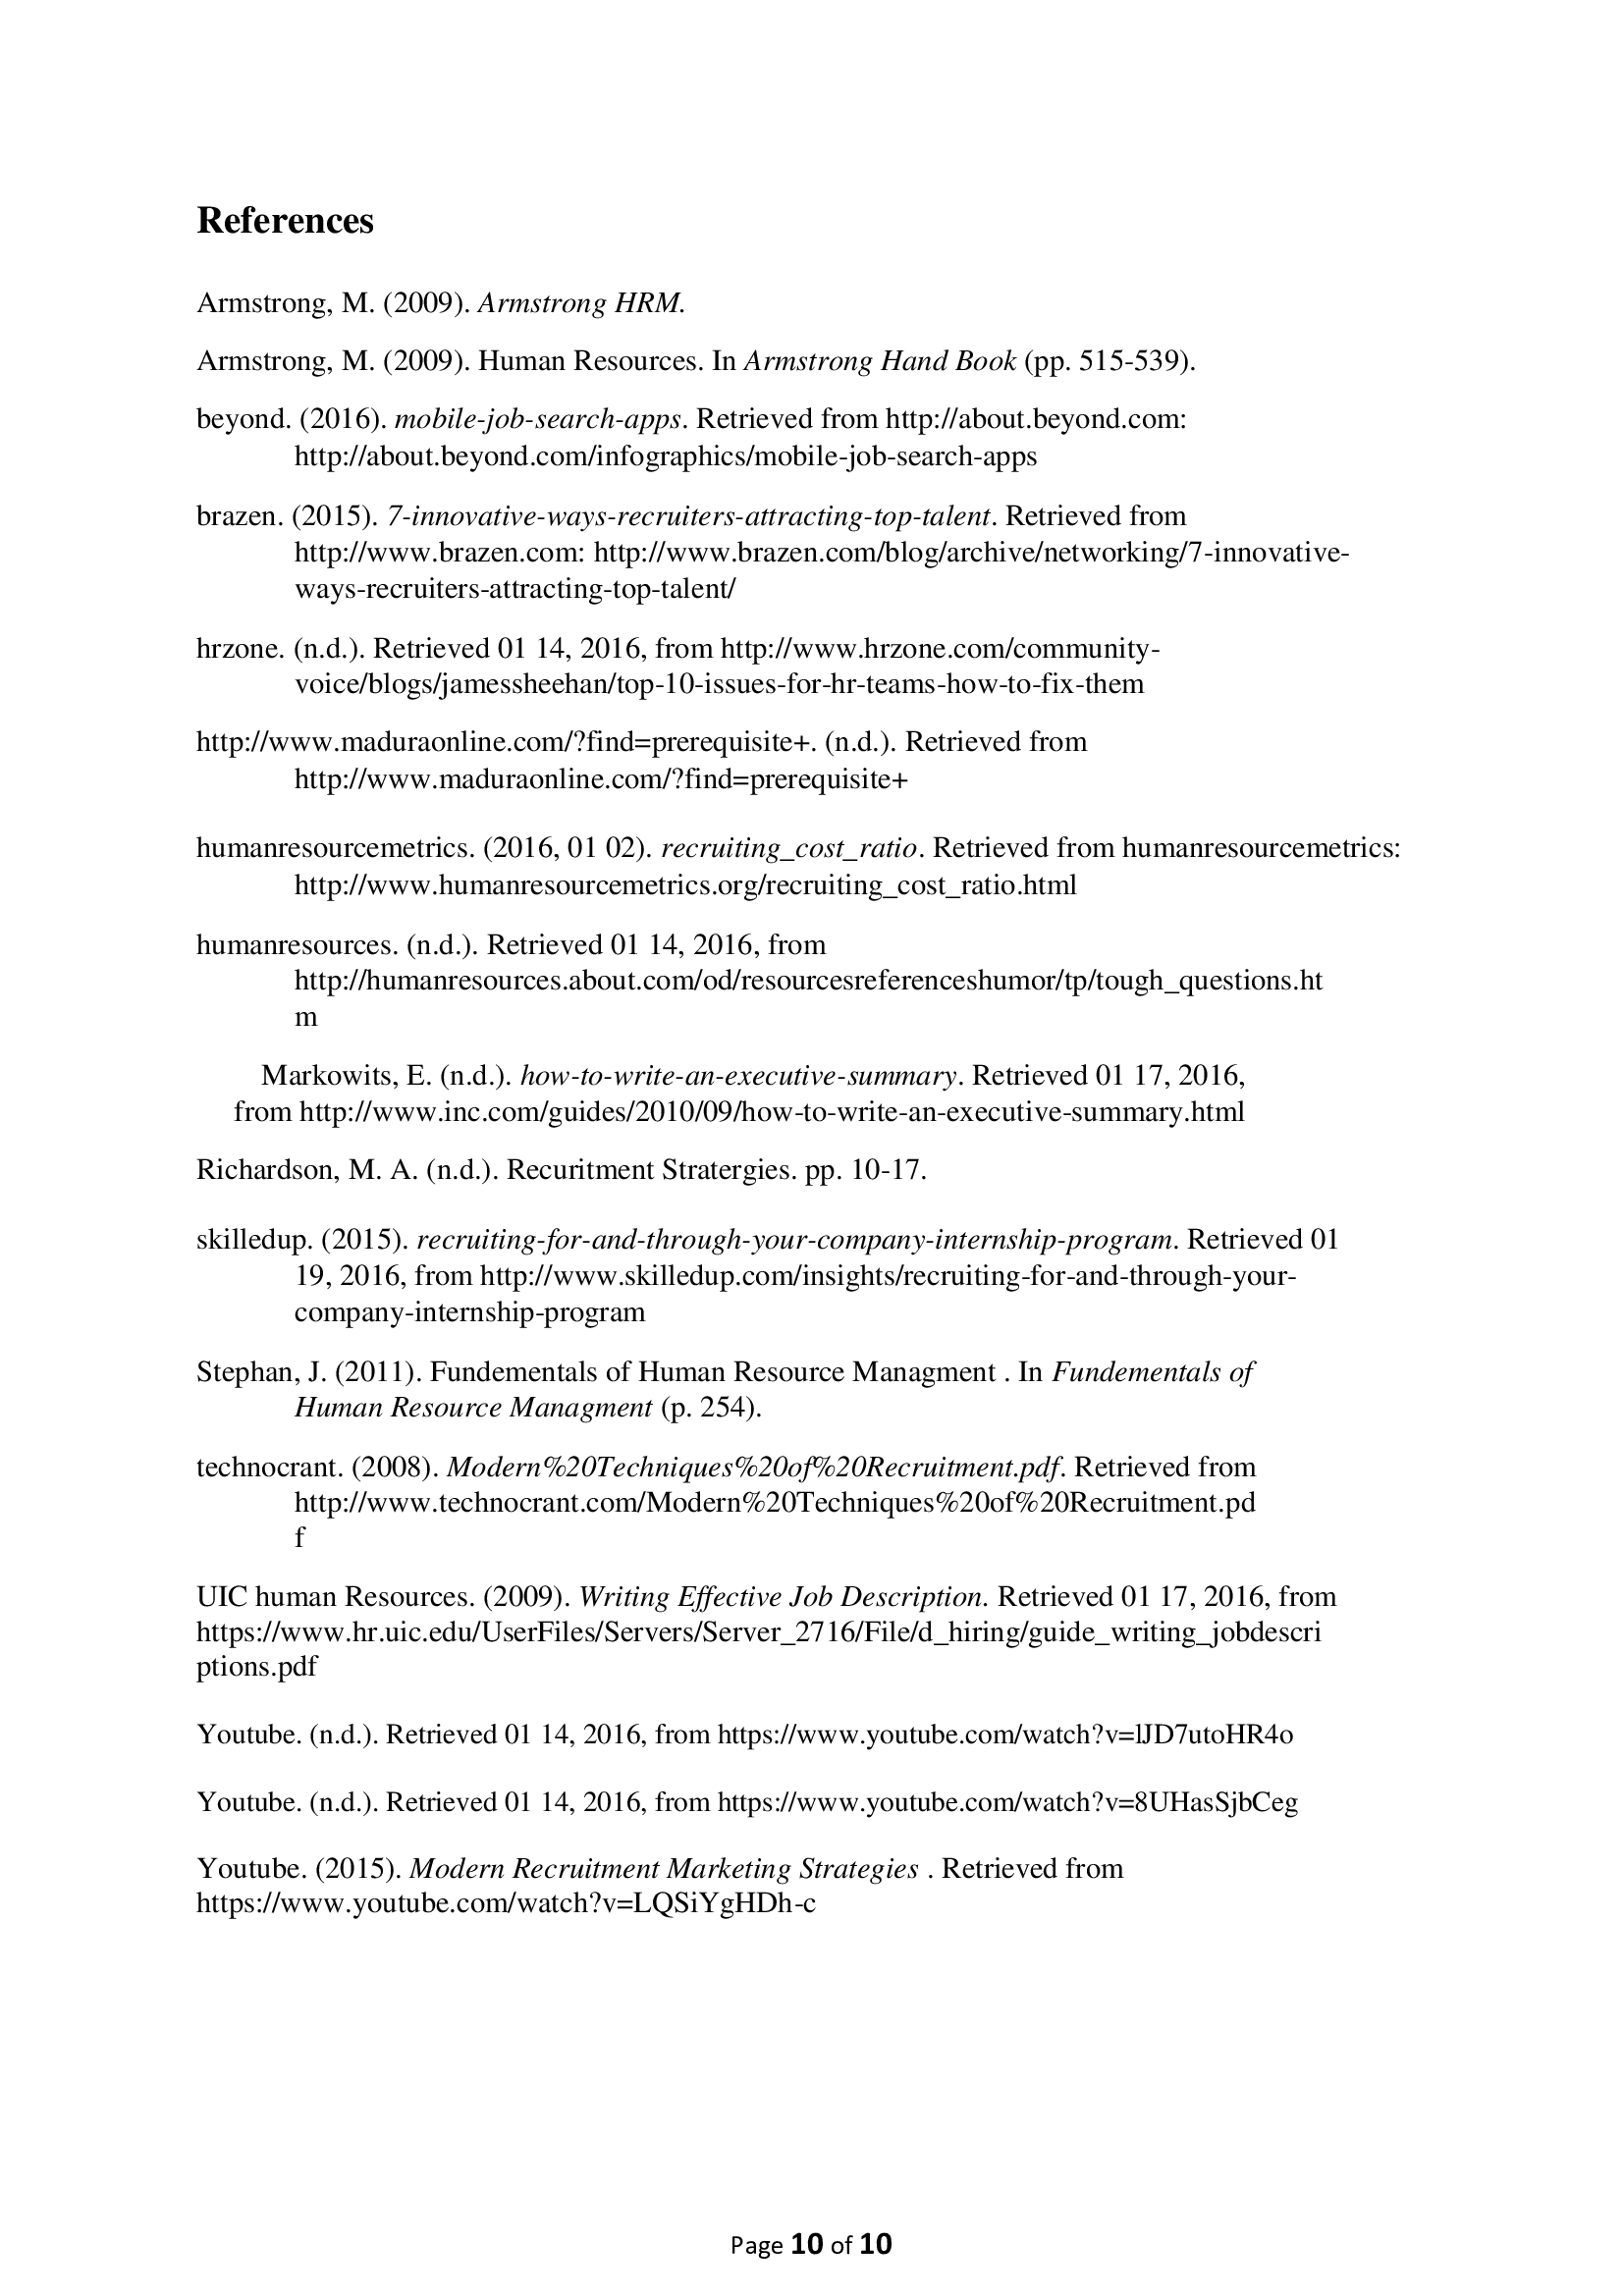 References
Armstrong, M. (2009). Armstrong HRM.
Armstrong, M. (2009). Human Resources. In Armstrong Hand Book (pp. 515-539).
beyond. (2016). mobile-job-search-apps. Retrieved from http://about.beyond.com:
http://about.beyond.com/infographics/mobile-job-search-apps
brazen. (2015). 7-innovative-ways-recruiters-attracting-top-talent. Retrieved from
http://www.brazen.com: http://www.brazen.com/blog/archive/networking/7-innovative-
ways-recruiters-attracting-top-talent/
hrzone. (n.d.). Retrieved 01 14, 2016, from http://www.hrzone.com/community-
voice/blogs/jamessheehan/top-10-issues-for-hr-teams-how-to-fix-them
http://www.maduraonline.com/?find=prerequisite+. (n.d.). Retrieved from
http://www.maduraonline.com/?find=prerequisite+
humanresourcemetrics. (2016, 01 02). recruiting_cost_ratio. Retrieved from humanresourcemetrics:
http://www.humanresourcemetrics.org/recruiting_cost_ratio.html
humanresources. (n.d.). Retrieved 01 14, 2016, from
http://humanresources.about.com/od/resourcesreferenceshumor/tp/tough_questions.ht
m
Markowits, E. (n.d.). how-to-write-an-executive-summary. Retrieved 01 17, 2016,
from http://www.inc.com/guides/2010/09/how-to-write-an-executive-summary.html
Richardson, M. A. (n.d.). Recuritment Stratergies. pp. 10-17.
skilledup. (2015). recruiting-for-and-through-your-company-internship-program. Retrieved 01
19, 2016, from http://www.skilledup.com/insights/recruiting-for-and-through-your-
company-internship-program
Stephan, J. (2011). Fundementals of Human Resource Managment . In Fundementals of
Human Resource Managment (p. 254).
technocrant. (2008). Modern%20Techniques%20of%20Recruitment.pdf. Retrieved from
http://www.technocrant.com/Modern%20Techniques%20of%20Recruitment.pd
f
UIC human Resources. (2009). Writing Effective Job Description. Retrieved 01 17, 2016, from
https://www.hr.uic.edu/UserFiles/Servers/Server_2716/File/d_hiring/guide_writing_jobdescri
ptions.pdf
Youtube. (n.d.). Retrieved 01 14, 2016, from https://www.youtube.com/watch?v=lJD7utoHR4o
Youtube. (n.d.). Retrieved 01 14, 2016, from https://www.youtube.com/watch?v=8UHasSjbCeg
Youtube. (2015). Modern Recruitment Marketing Strategies . Retrieved from
https://www.youtube.com/watch?v=LQSiYgHDh-c
Page 10 of 10